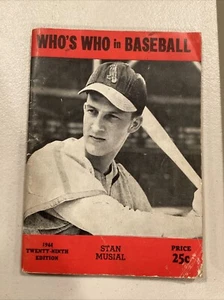 WHO'S WHO in BASEBALL
1944
TWENTY-NINTH
EDITION
STAN
MUSIAL
PRICE
25c